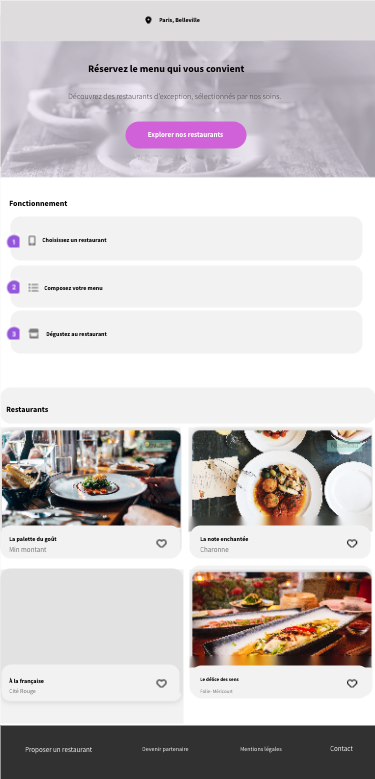 Paris, Belleville
Réservez le menu qui vous convient
Découvrez des restaurants d'exception, sélectionnés par nos soins.
Explorer nos restaurants
Fonctionnement
1 Choisissez un restaurant
2 Composez votre menu
3 Dégustez au restaurant
Restaurants
La palette du goût
Min montant
La note enchantée
Charonne
À la française
Cité Rouge
Le délice des sens
Folie-Méricourt
Proposer un restaurant Devenir partenaire Mentions légales Contact